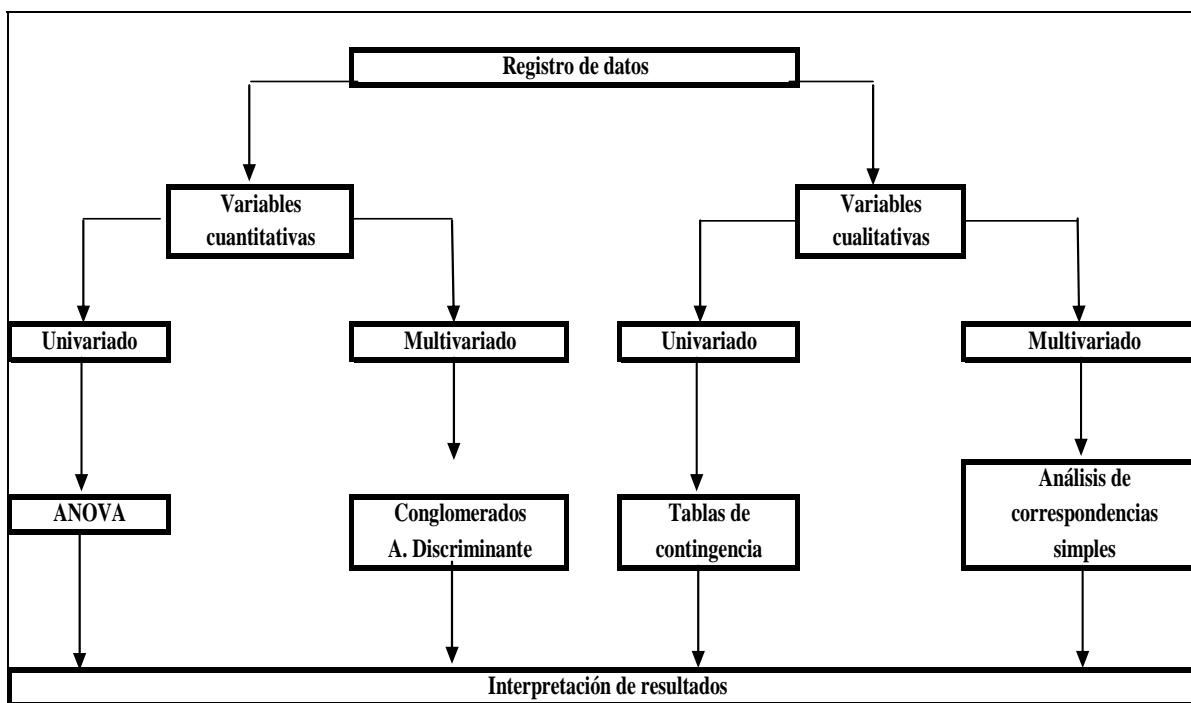 Registro de datos
Variables
cuantitativas
Variables
cualitativas
Univariado
Multivariado
Univariado
Multivariado
ANOVA
Conglomerados
A. Discriminante
Tablas de
contingencia
Análisis de
correspondencias
simples
Interpretación de resultados